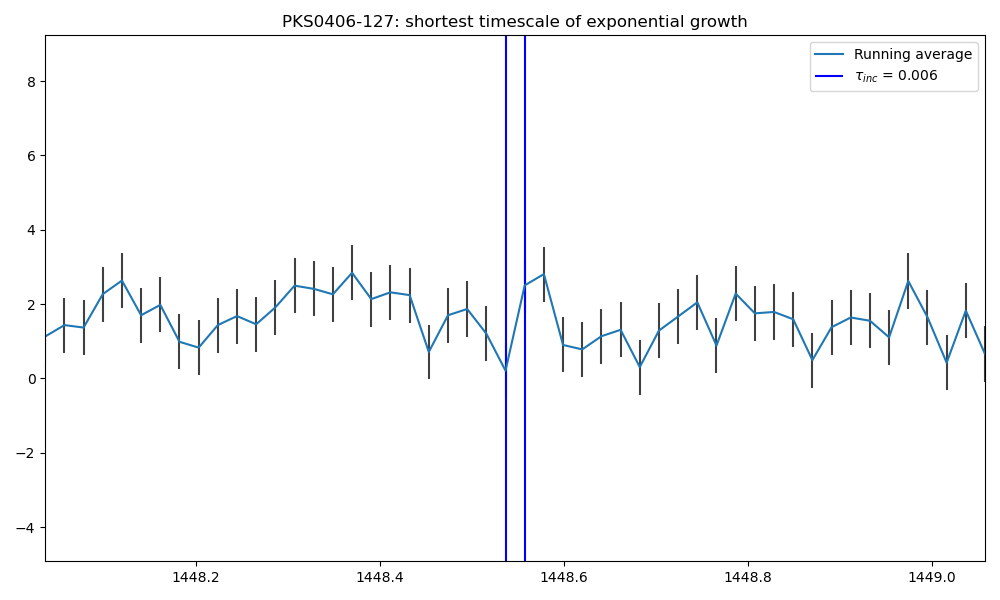 PKS0406-127: shortest timescale of exponential growth
Running average
τinc = 0.006
8
6
4
2
0
−2
−4
1448.2 1448.4 1448.6 1448.8 1449.0